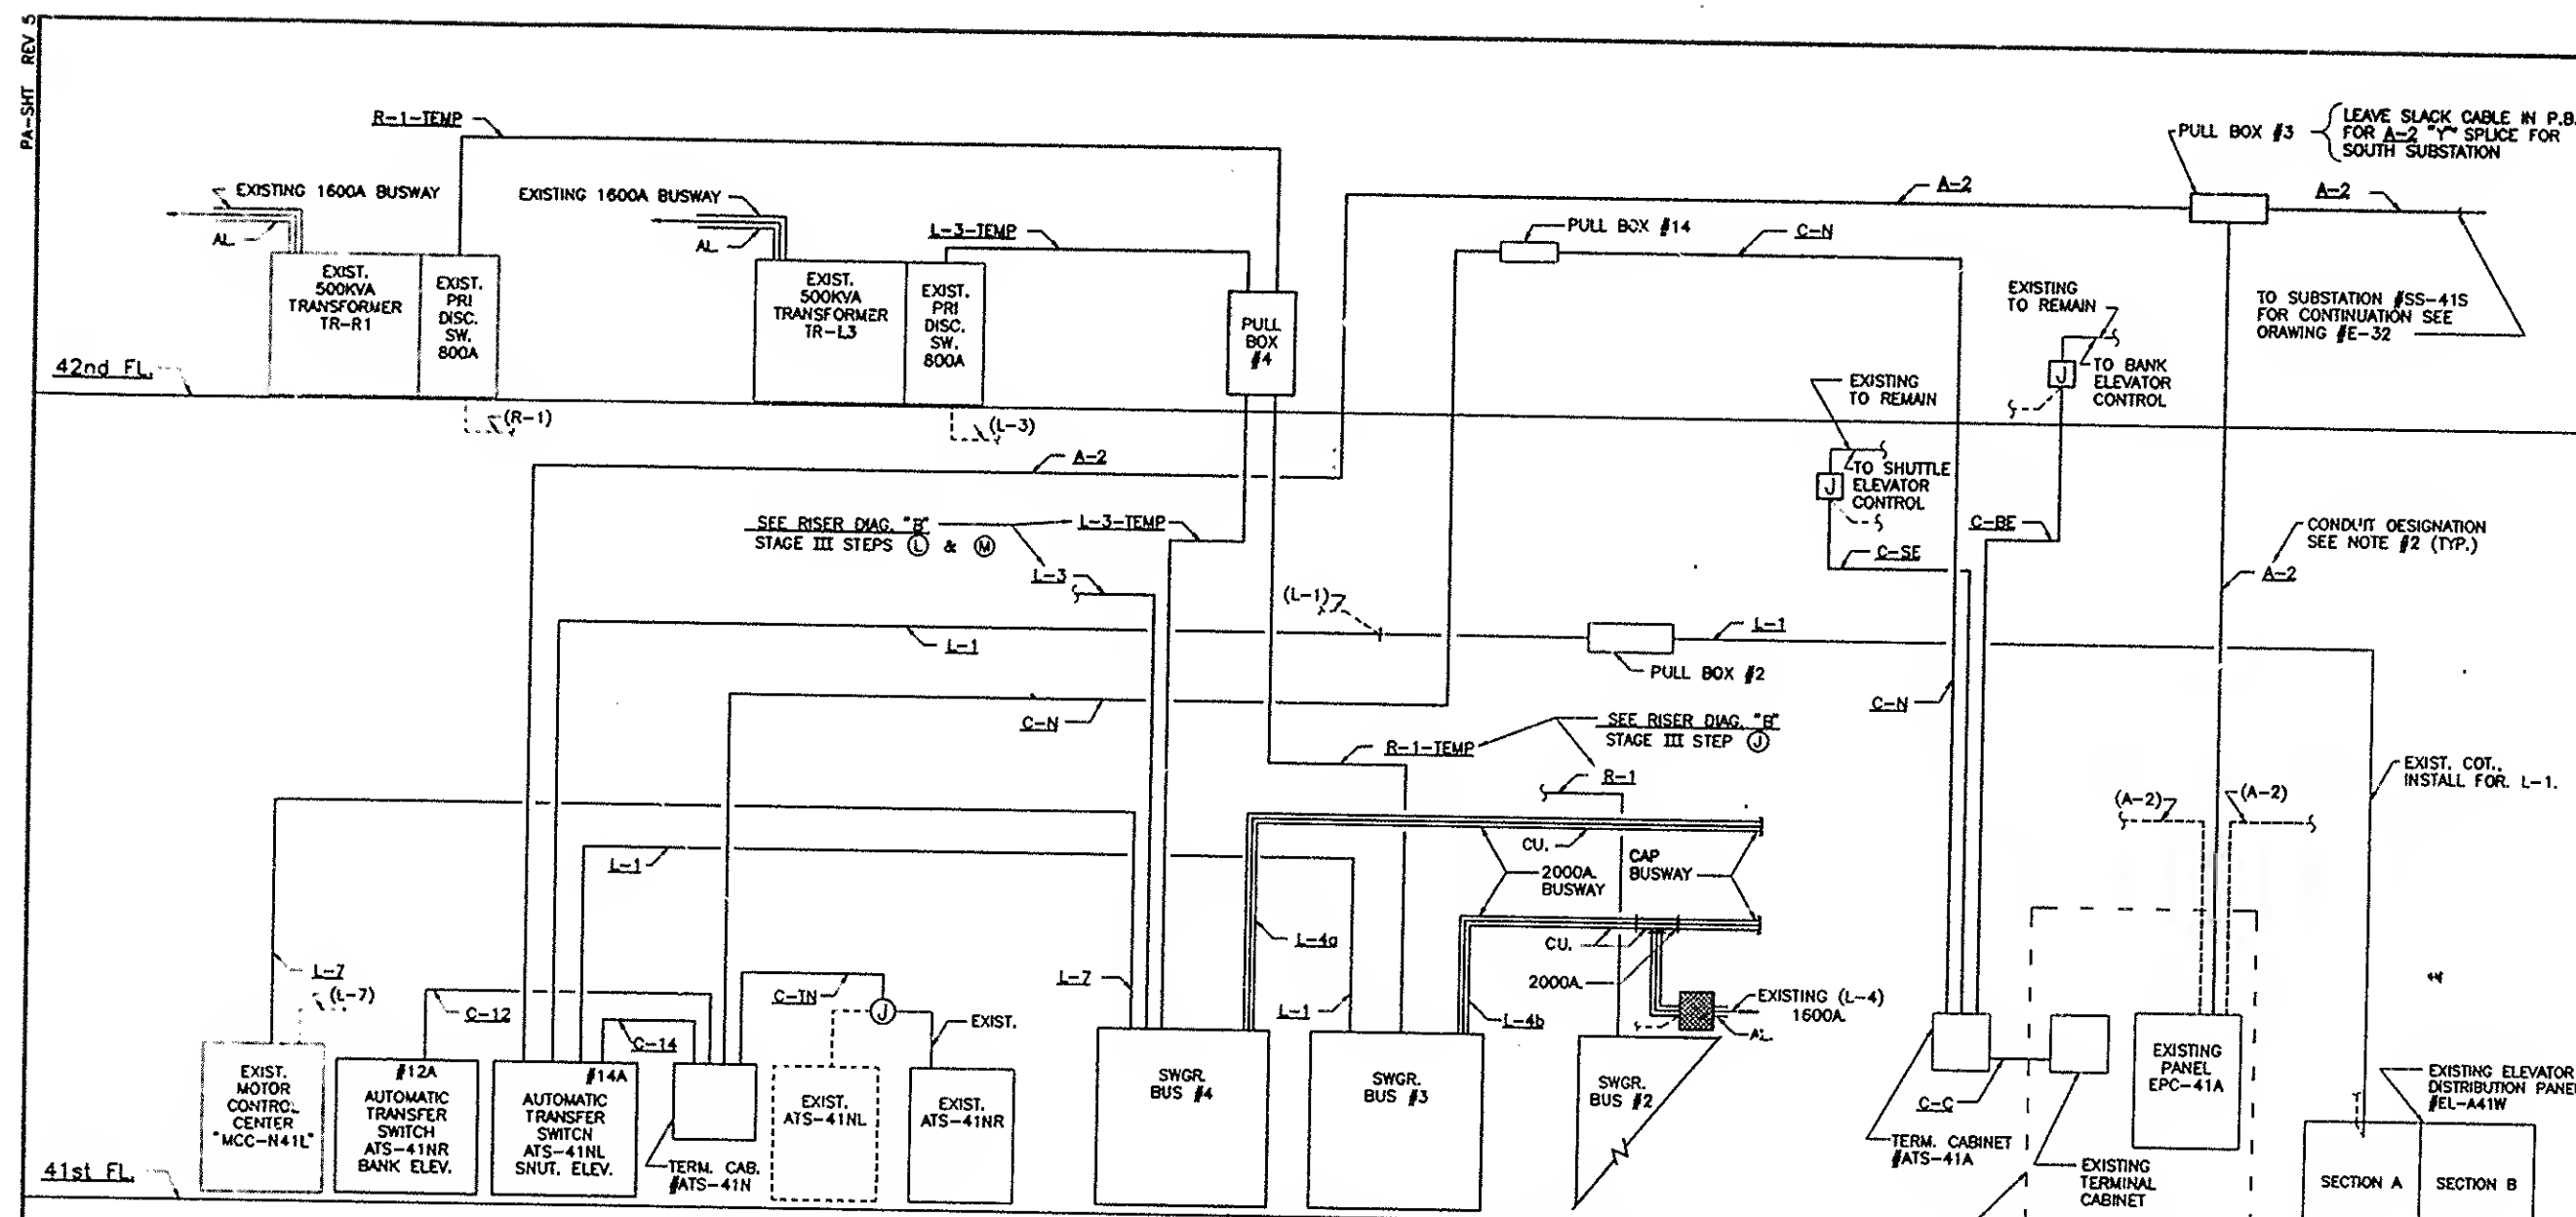 PA-SHT REV 5
R-1-TEMP
EXISTING 1600A BUSWAY
AL.
EXIST.
500KVA
TRANSFORMER
TR-R1
EXIST.
PRI
DISC.
SW.
800A
EXISTING 1600A BUSWAY
AL.
L-3-TEMP
EXIST.
500KVA
TRANSFORMER
TR-L3
EXIST.
PRI
DISC.
SW.
800A
PULL
BOX
#4
A-2
PULL BOX #14
C-N
PULL BOX #3
LEAVE SLACK CABLE IN P.B.
FOR A-2 "Y" SPLICE FOR
SOUTH SUBSTATION
A-2
TO SUBSTATION #SS-41S
FOR CONTINUATION SEE
DRAWING #E-32
EXISTING
TO REMAIN
J
TO BANK
ELEVATOR
CONTROL
EXISTING
TO REMAIN
J
TO SHUTTLE
ELEVATOR
CONTROL
42nd FL.
(R-1)
(L-3)
A-2
SEE RISER DIAG. "B"
STAGE III STEPS L & M
L-3-TEMP
L-3
C-BE
C-SE
CONDUIT DESIGNATION
SEE NOTE #2 (TYP.)
A-2
(L-1)
L-1
L-1
PULL BOX #2
C-N
C-N
SEE RISER DIAG. "B"
STAGE III STEP J
R-1-TEMP
R-1
EXIST. COT.,
INSTALL FOR. L-1.
(A-2)
(A-2)
L-1
CU.
2000A.
BUSWAY
CAP
BUSWAY
L-7
(L-7)
C-12
C-14
C-TN
J
EXIST.
L-7
L-4a
L-1
L-4b
CU.
2000A.
EXISTING (L-4)
1600A.
AL.
EXIST.
MOTOR
CONTROL
CENTER
"MCC-N41L"
#12A
AUTOMATIC
TRANSFER
SWITCH
ATS-41NR
BANK ELEV.
#14A
AUTOMATIC
TRANSFER
SWITCH
ATS-41NL
SNUT. ELEV.
TERM. CAB.
#ATS-41N
EXIST.
ATS-41NL
EXIST.
ATS-41NR
SWGR.
BUS #4
SWGR.
BUS #3
SWGR.
BUS #2
C-C
TERM. CABINET
#ATS-41A
EXISTING
TERMINAL
CABINET
EXISTING
PANEL
EPC-41A
EXISTING ELEVATOR
DISTRIBUTION PANEL
#EL-A41W
SECTION A
SECTION B
41st FL.